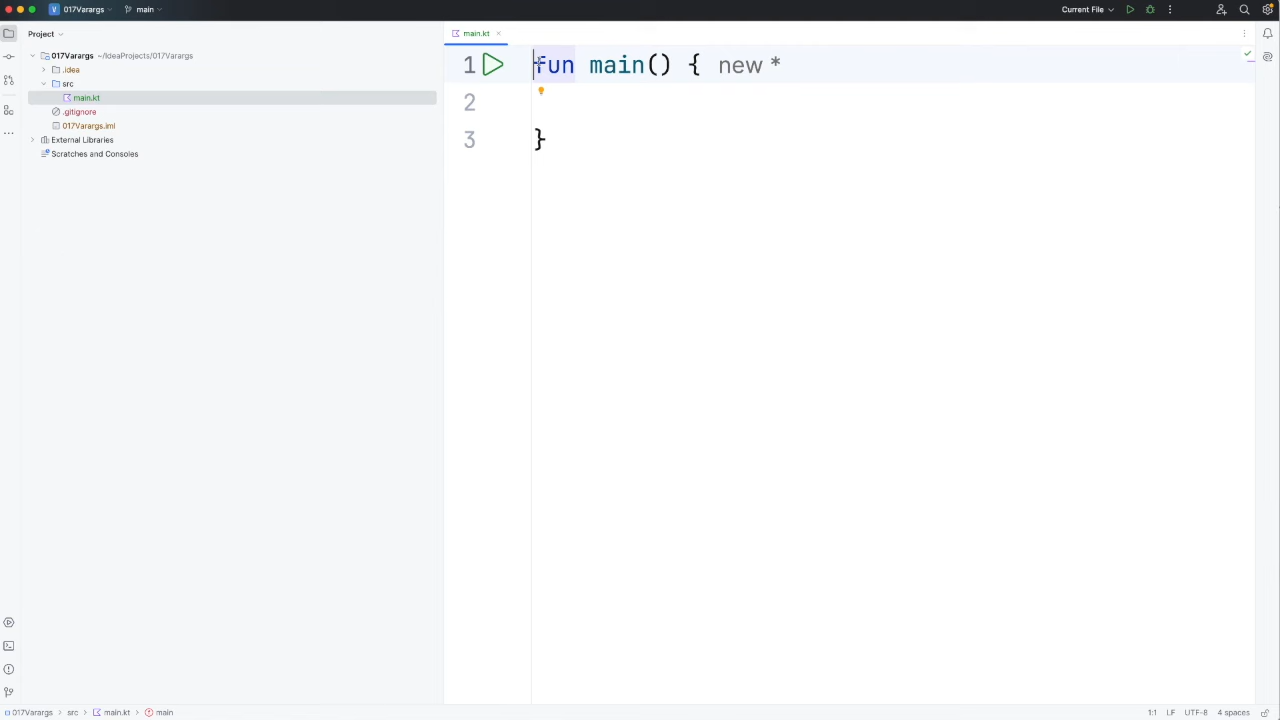 V 017Varargs main
Current File
Project
017Varargs ~/IdeaProjects/017Varargs
.idea
src
main.kt
.gitignore
017Varargs.iml
External Libraries
Scratches and Consoles
main.kt
1 fun main() { new *
2
3 }
017Varargs src main.kt main
1:1 LF UTF-8 4 spaces